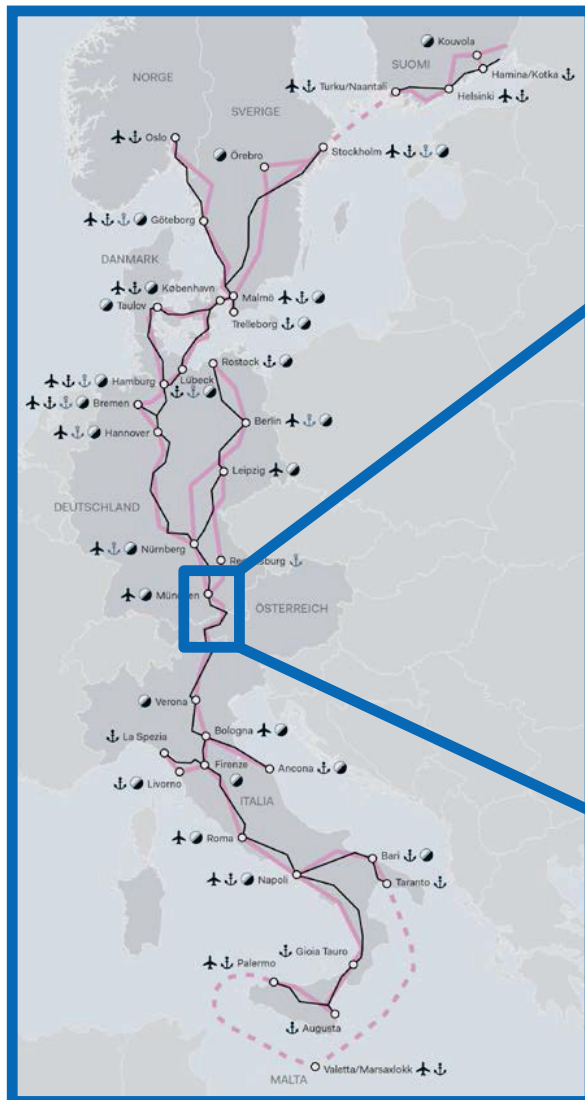 Kouvola
NORGE
SUOMI
Hamina/Kotka
Turku/Naantali
Helsinki
SVERIGE
Oslo
Stockholm
Örebro
Göteborg
DANMARK
København
Malmö
Taulov
Trelleborg
Rostock
Hamburg
Lübeck
Bremen
Berlin
Hannover
Leipzig
DEUTSCHLAND
Nürnberg
München
ÖSTERREICH
Verona
Bologna
La Spezia
Firenze
Ancona
Livorno
ITALIA
Roma
Bari
Napoli
Taranto
Gioia Tauro
Palermo
Augusta
Valetta/Marsaxlokk
MALTA